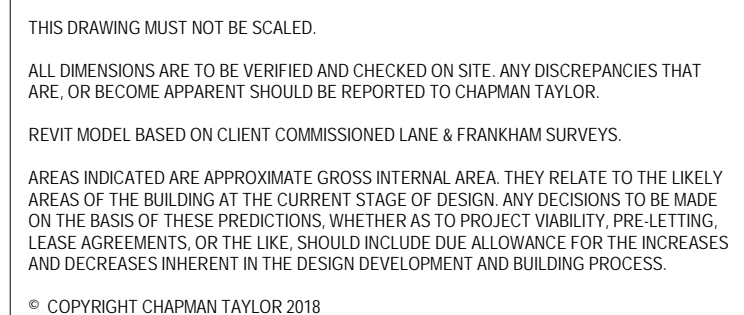 THIS DRAWING MUST NOT BE SCALED.
ALL DIMENSIONS ARE TO BE VERIFIED AND CHECKED ON SITE. ANY DISCREPANCIES THAT
ARE, OR BECOME APPARENT SHOULD BE REPORTED TO CHAPMAN TAYLOR.
REVIT MODEL BASED ON CLIENT COMMISSIONED LANE & FRANKHAM SURVEYS.
AREAS INDICATED ARE APPROXIMATE GROSS INTERNAL AREA. THEY RELATE TO THE LIKELY
AREAS OF THE BUILDING AT THE CURRENT STAGE OF DESIGN. ANY DECISIONS TO BE MADE
ON THE BASIS OF THESE PREDICTIONS, WHETHER AS TO PROJECT VIABILITY, PRE-LETTING,
LEASE AGREEMENTS, OR THE LIKE, SHOULD INCLUDE DUE ALLOWANCE FOR THE INCREASES
AND DECREASES INHERENT IN THE DESIGN DEVELOPMENT AND BUILDING PROCESS.
© COPYRIGHT CHAPMAN TAYLOR 2018